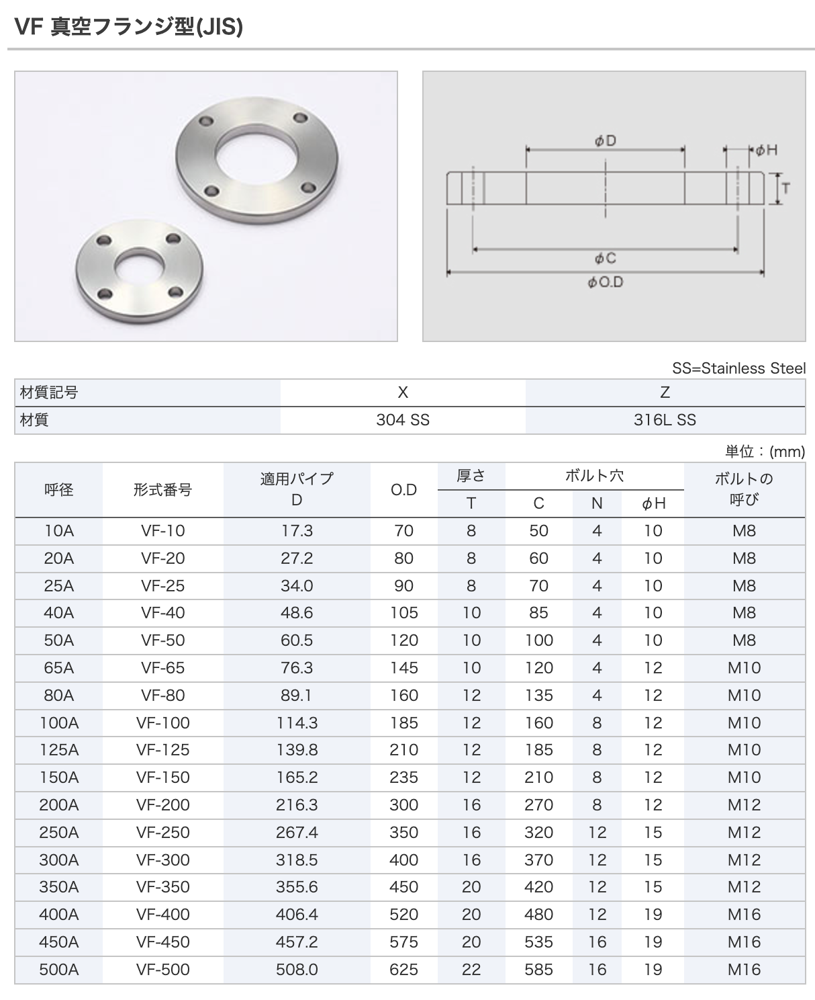 VF 真空フランジ型(JIS)
φD
φH
T
φC
φO.D
SS=Stainless Steel
材質記号 X Z
材質 304 SS 316L SS
単位：(mm)
呼径 形式番号 適用パイプ D O.D 厚さ T ボルト穴 C N φH ボルトの呼び
10A VF-10 17.3 70 8 50 4 10 M8
20A VF-20 27.2 80 8 60 4 10 M8
25A VF-25 34.0 90 8 70 4 10 M8
40A VF-40 48.6 105 10 85 4 10 M8
50A VF-50 60.5 120 10 100 4 10 M8
65A VF-65 76.3 145 10 120 4 12 M10
80A VF-80 89.1 160 12 135 4 12 M10
100A VF-100 114.3 185 12 160 8 12 M10
125A VF-125 139.8 210 12 185 8 12 M10
150A VF-150 165.2 235 12 210 8 12 M10
200A VF-200 216.3 300 16 270 8 12 M12
250A VF-250 267.4 350 16 320 12 15 M12
300A VF-300 318.5 400 16 370 12 15 M12
350A VF-350 355.6 450 20 420 12 15 M12
400A VF-400 406.4 520 20 480 12 19 M16
450A VF-450 457.2 575 20 535 16 19 M16
500A VF-500 508.0 625 22 585 16 19 M16